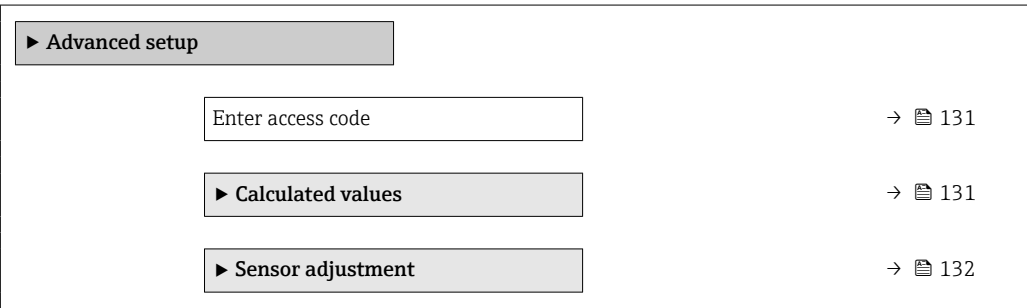 ▶ Advanced setup
Enter access code → 🖺 131
▶ Calculated values → 🖺 131
▶ Sensor adjustment → 🖺 132